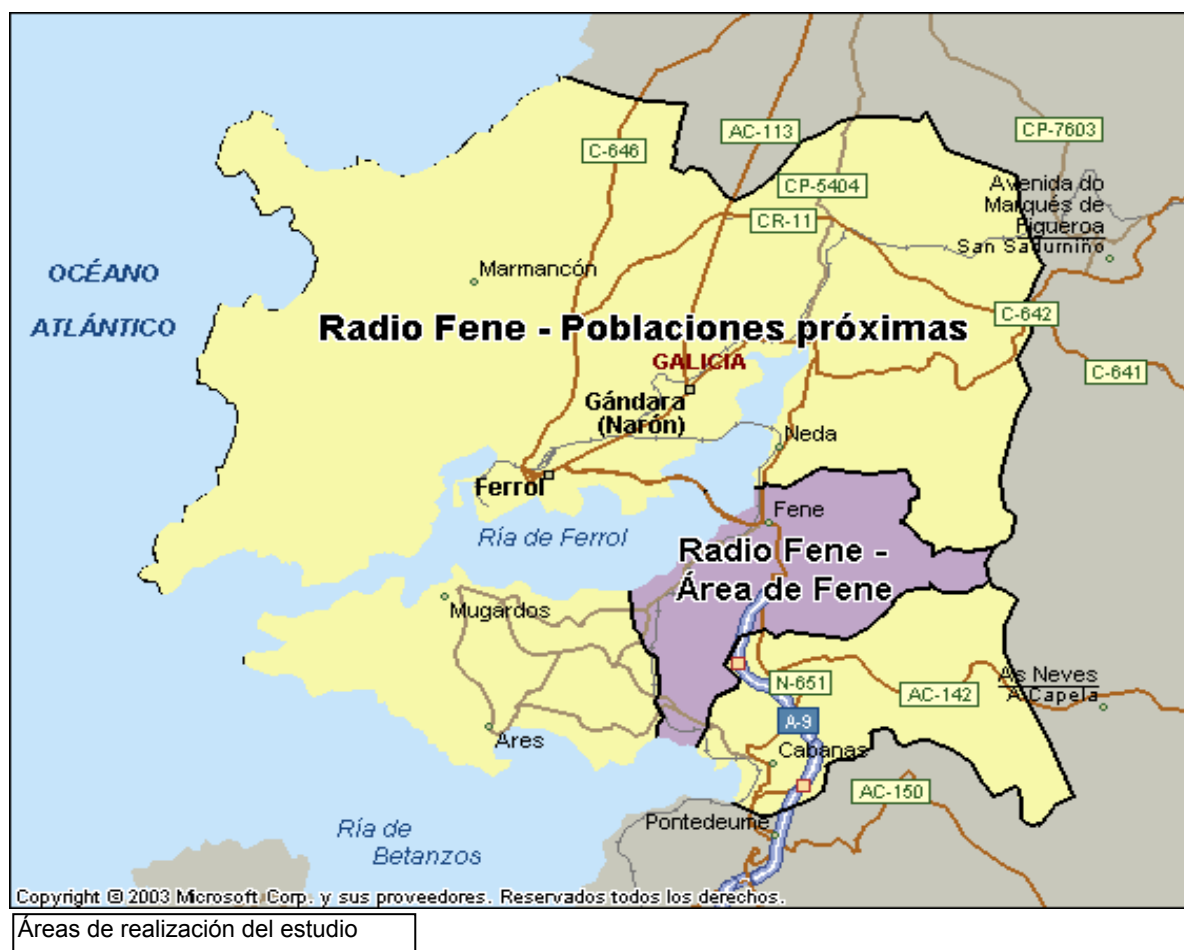 C-646
AC-113
CP-7603
CP-5404
Avenida do
Marqués de
Figueroa
San Sadurniño
CR-11
OCÉANO
ATLÁNTICO
Marmancón
C-642
Radio Fene - Poblaciones próximas
GALICIA
C-641
Gándara
(Narón)
Neda
Ferrol
Fene
Ría de Ferrol
Radio Fene -
Área de Fene
Mugardos
N-651
As Neves
A Capela
AC-142
A-9
Ares
Cabanas
AC-150
Pontedeume
Ría de
Betanzos
Copyright © 2003 Microsoft Corp. y sus proveedores. Reservados todos los derechos.
Áreas de realización del estudio